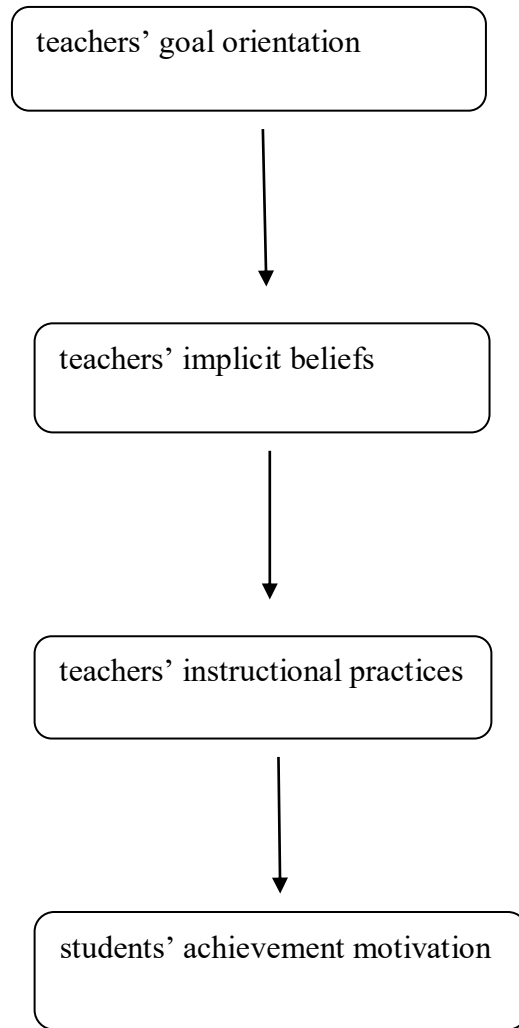 teachers’ goal orientation
teachers’ implicit beliefs
teachers’ instructional practices
students’ achievement motivation